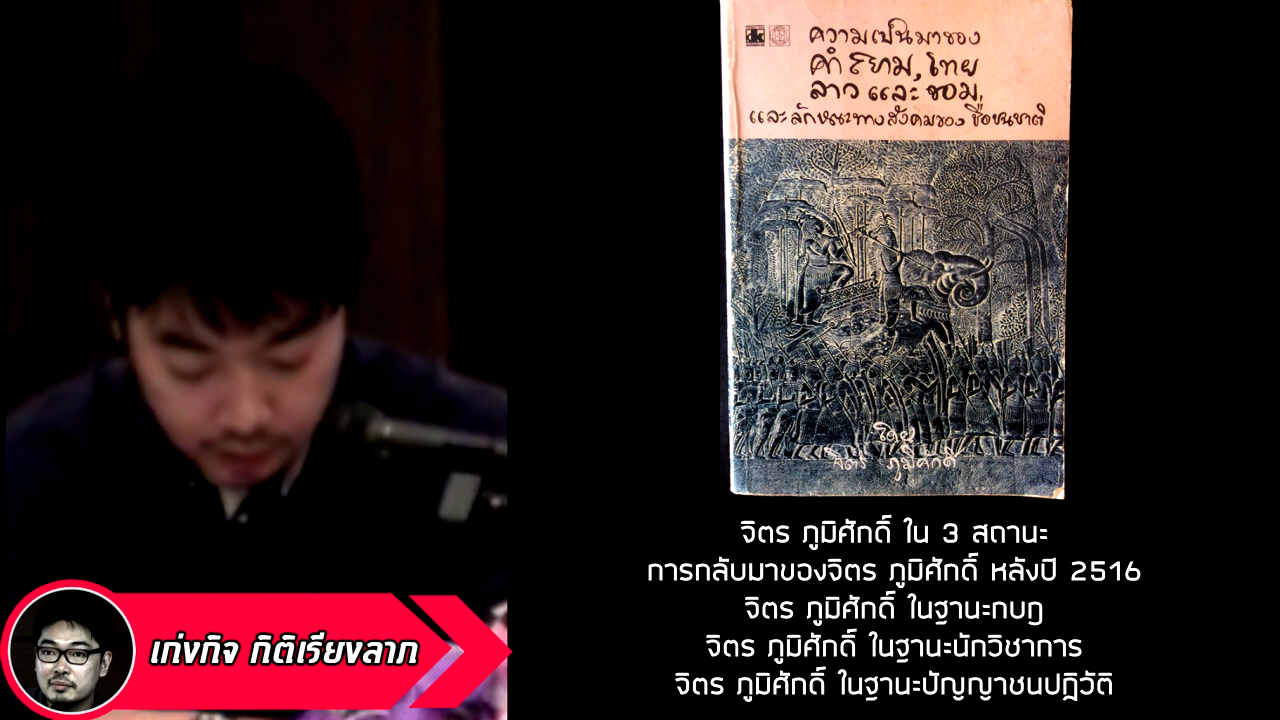 dk
ความเป็นมาของ
คำสยาม, ไทย
ลาว และ ขอม,
และลักษณะทางสังคมของ ชื่อชนชาติ
โดย
จิตร ภูมิศักดิ์
จิตร ภูมิศักดิ์ ใน 3 สถานะ
การกลับมาของจิตร ภูมิศักดิ์ หลังปี 2516
จิตร ภูมิศักดิ์ ในฐานะกบฎ
จิตร ภูมิศักดิ์ ในฐานะนักวิชาการ
จิตร ภูมิศักดิ์ ในฐานะปัญญาชนปฎิวัติ
เก่งกิจ กิติเรียงลาภ